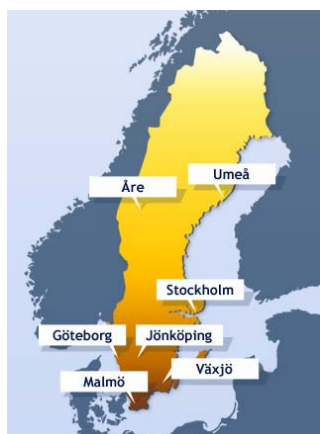 Åre
Umeå
Stockholm
Göteborg
Jönköping
Växjö
Malmö